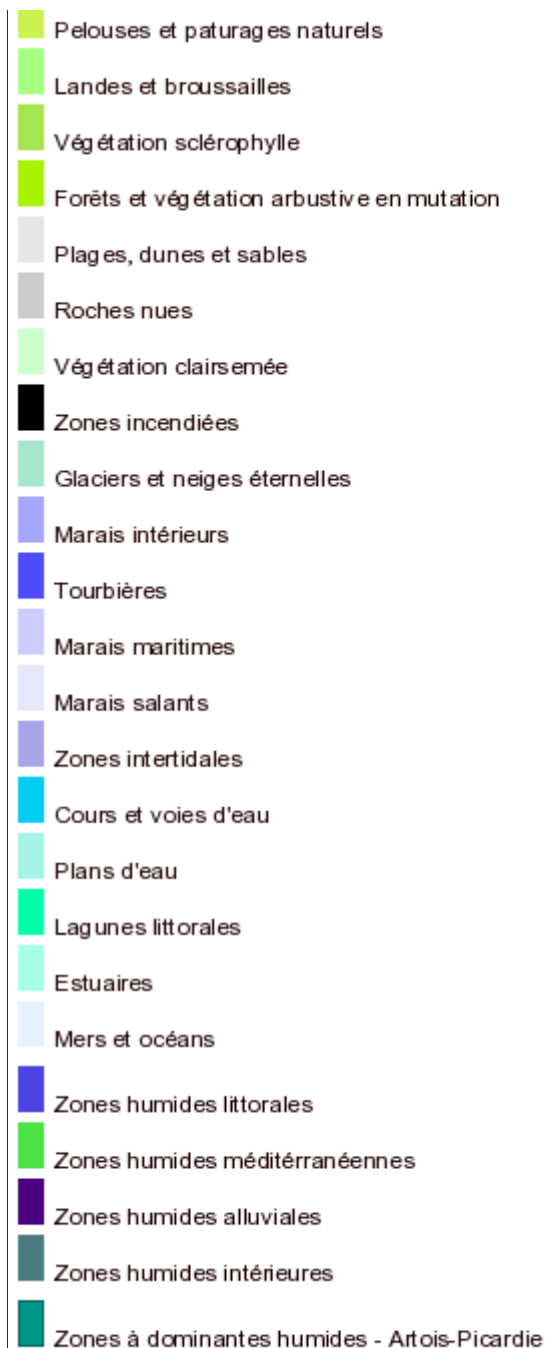 Pelouses et paturages naturels
Landes et broussailles
Végétation sclérophylle
Forêts et végétation arbustive en mutation
Plages, dunes et sables
Roches nues
Végétation clairsemée
Zones incendiées
Glaciers et neiges éternelles
Marais intérieurs
Tourbières
Marais maritimes
Marais salants
Zones intertidales
Cours et voies d'eau
Plans d'eau
Lagunes littorales
Estuaires
Mers et océans
Zones humides littorales
Zones humides méditérranéennes
Zones humides alluviales
Zones humides intérieures
Zones à dominantes humides - Artois-Picardie